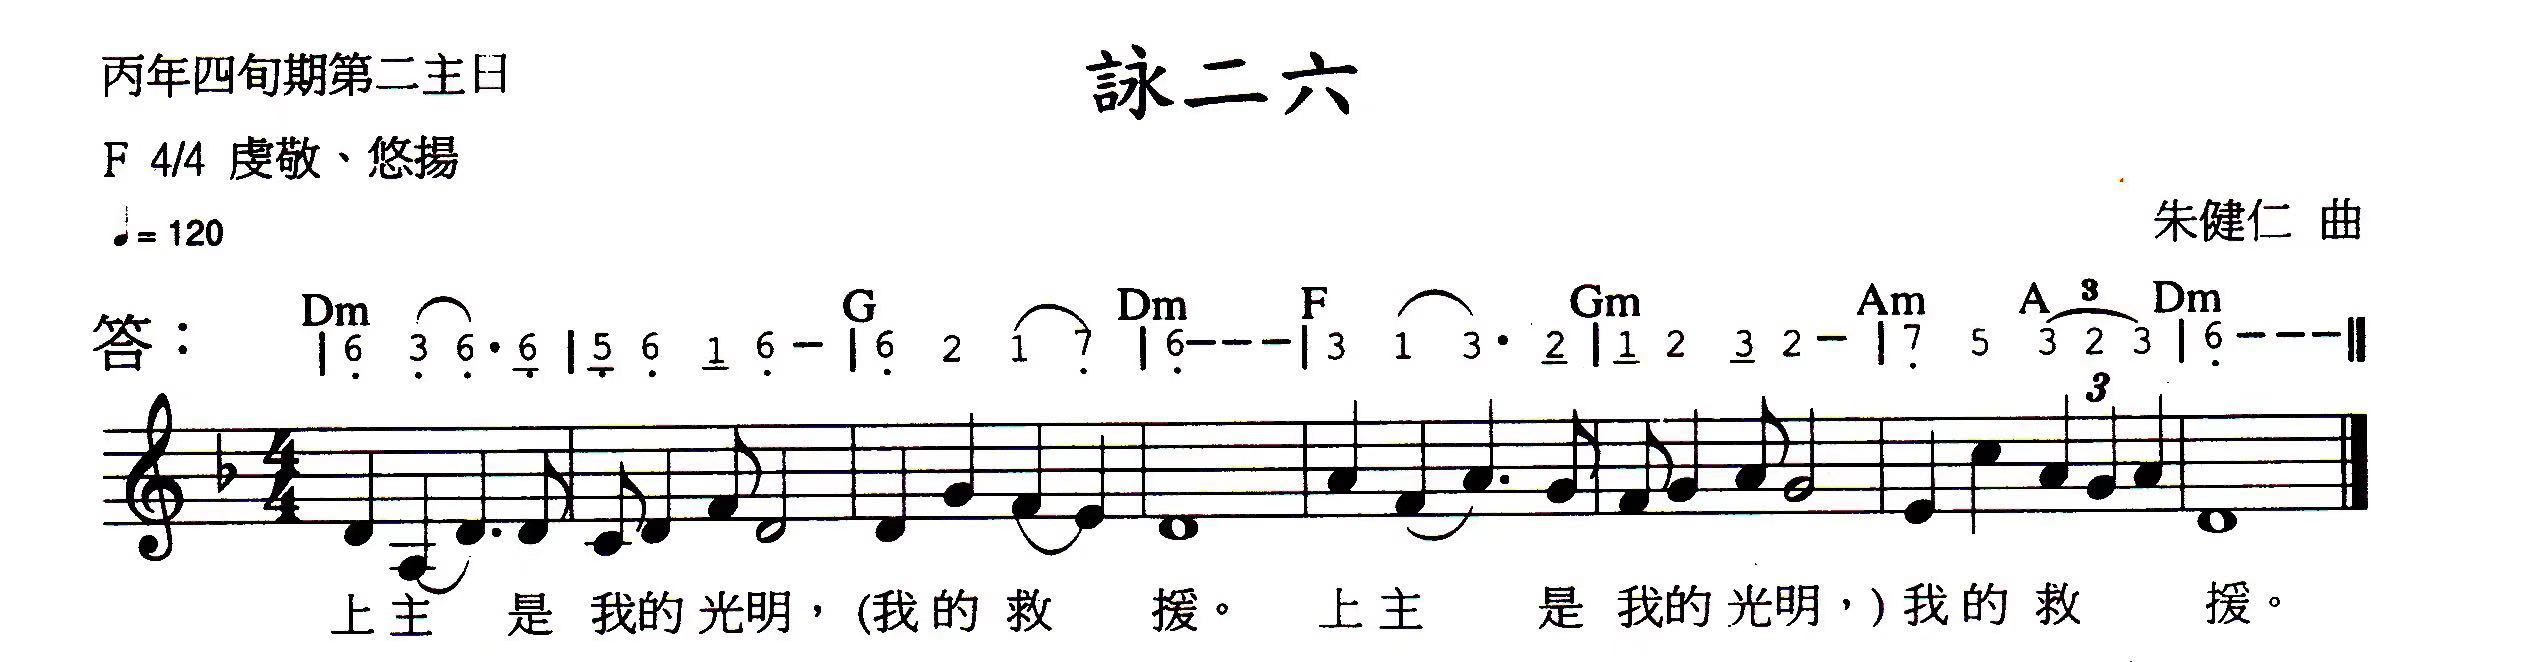 詠二六
丙年四旬期第二主日
F 4/4 虔敬、悠揚
♩= 120
朱健仁 曲
Dm G Dm F Gm Am A 3 Dm
答： | 6̣ 3̣ 6̣ · 6̣ | 5̣ 6̣ 1 6̣ – | 6̣ 2 1 7̣ | 6̣ – – – | 3 1 3 · 2 | 1 2 3 2 – | 7̣ 5 3 2 3 | 6̣ – – – ‖
3
4/4
上主 是 我的光明，(我的救 援。 上主 是 我的光明，) 我的 救 援。